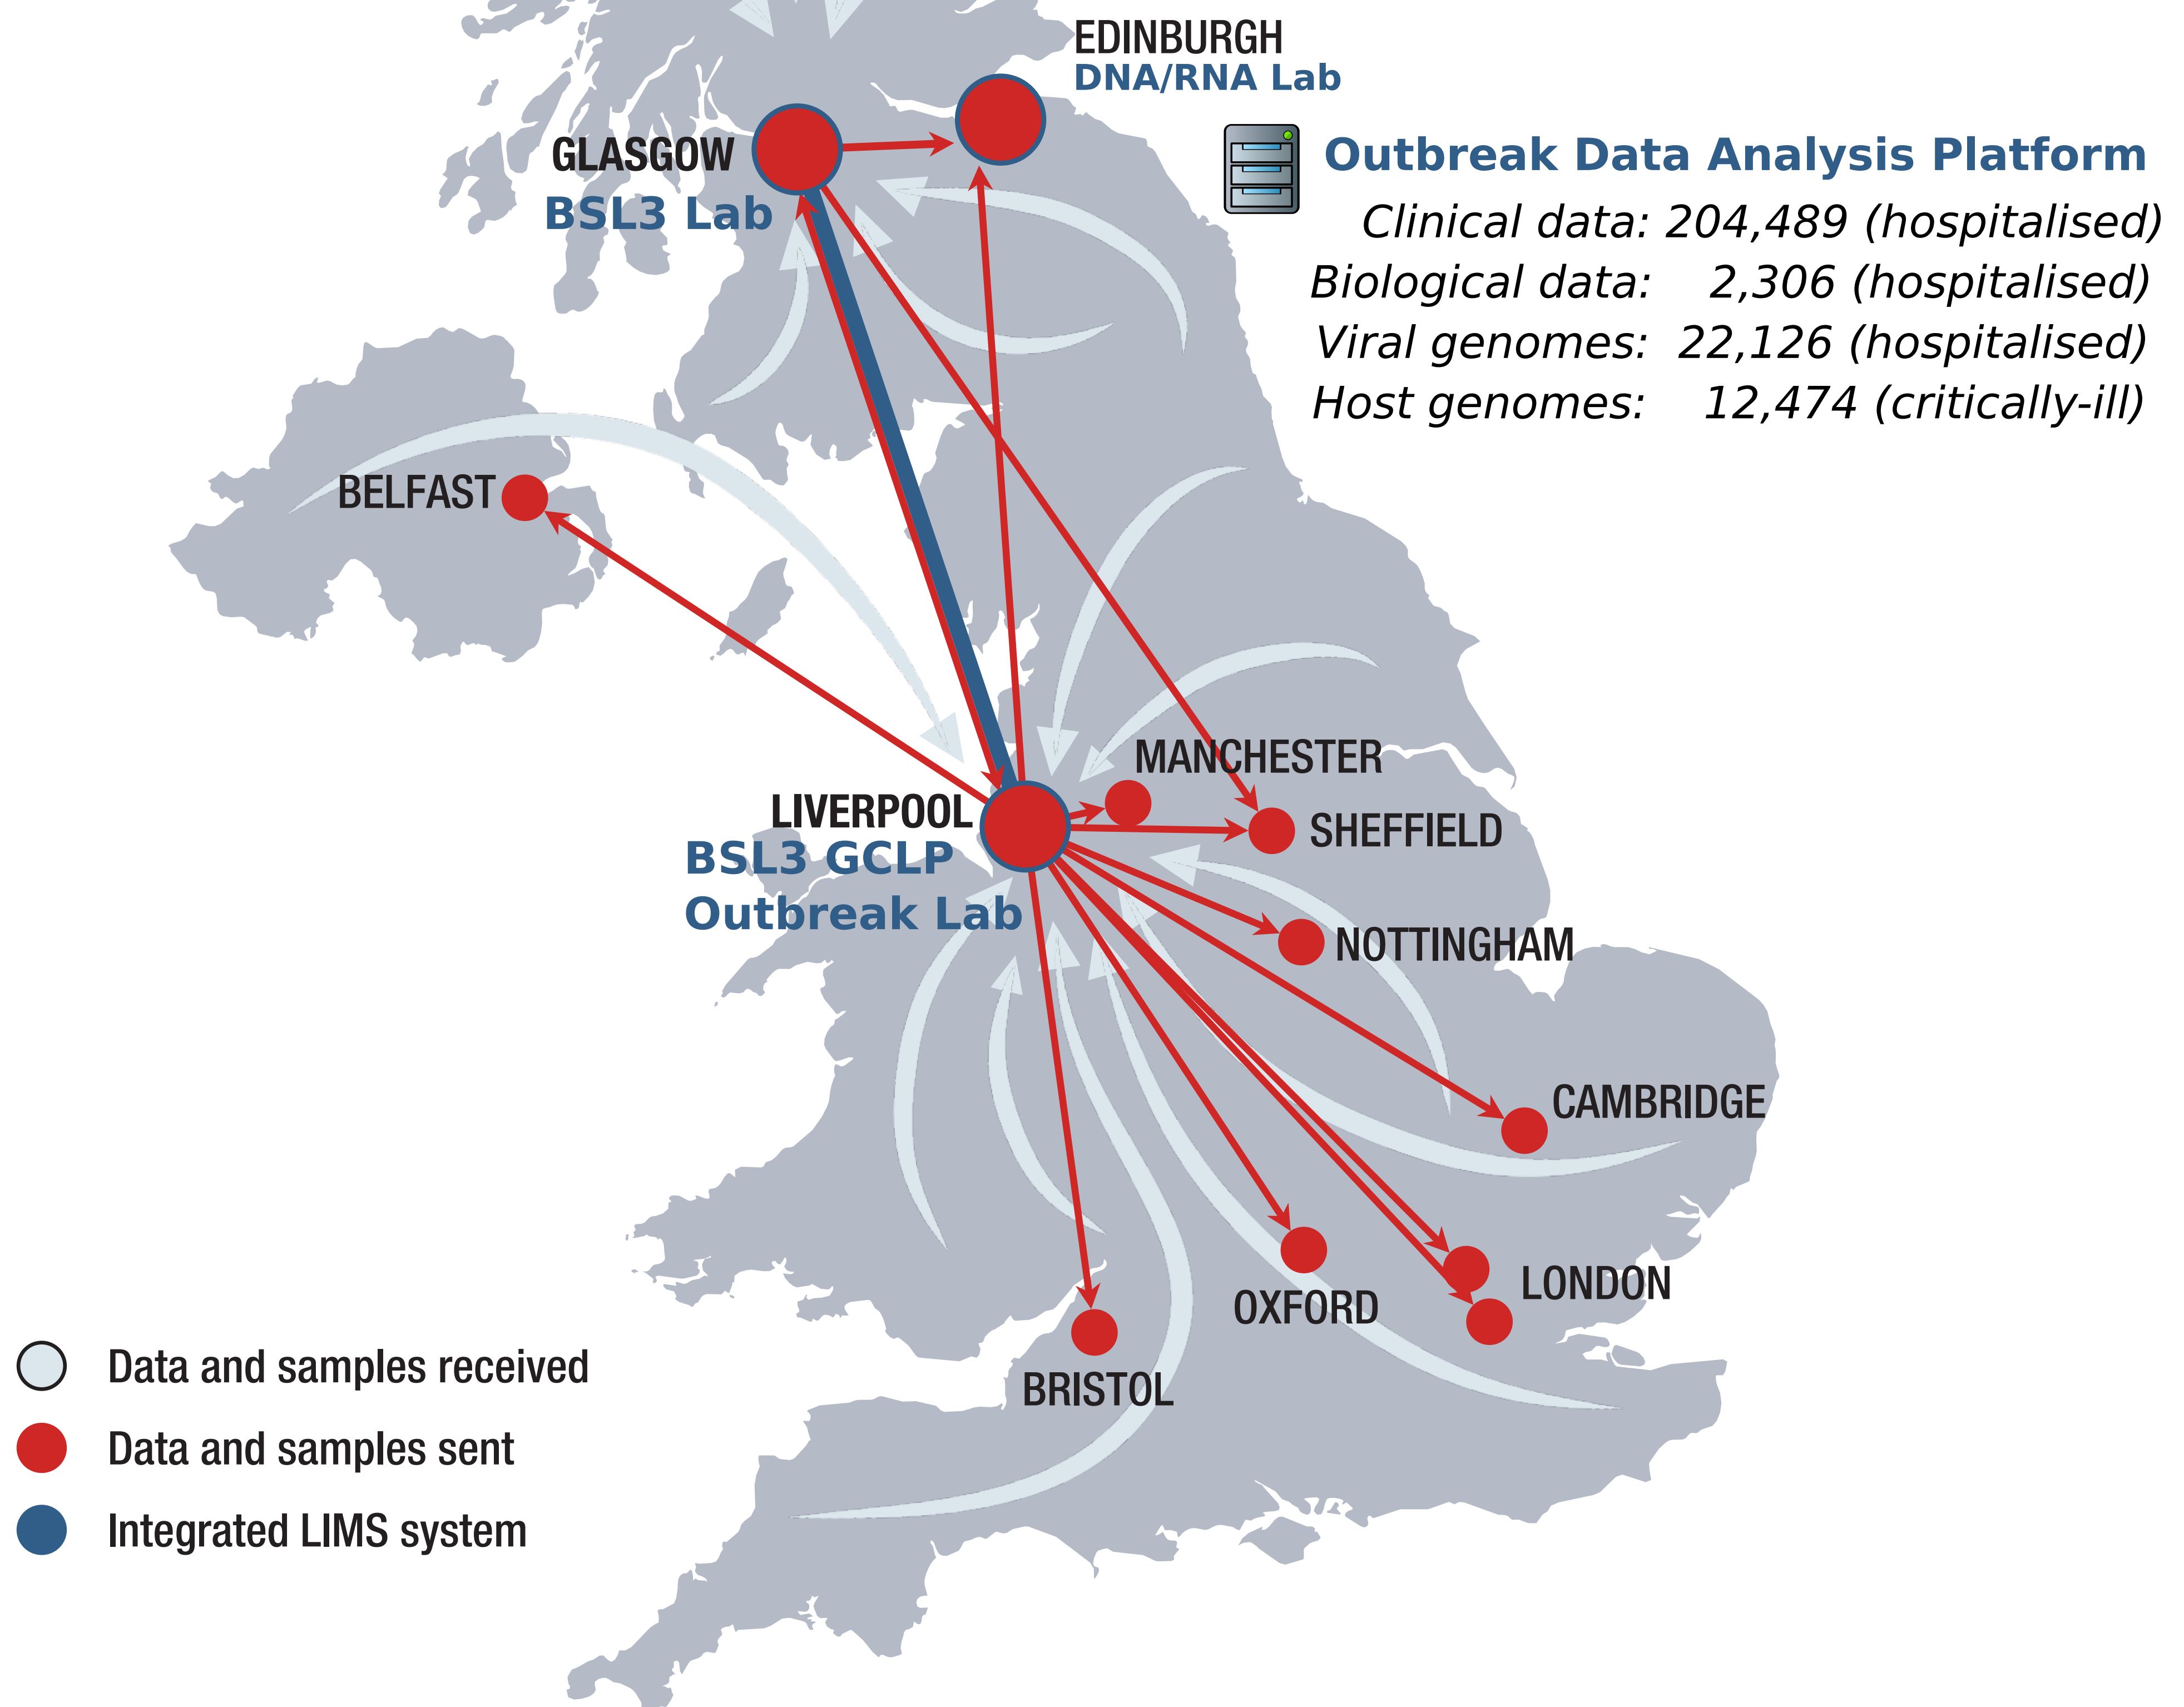 EDINBURGH
DNA/RNA Lab
GLASGOW
BSL3 Lab
Outbreak Data Analysis Platform
Clinical data: 204,489 (hospitalised)
Biological data: 2,306 (hospitalised)
Viral genomes: 22,126 (hospitalised)
Host genomes: 12,474 (critically-ill)
BELFAST
MANCHESTER
LIVERPOOL
BSL3 GCLP
Outbreak Lab
SHEFFIELD
NOTTINGHAM
CAMBRIDGE
LONDON
OXFORD
BRISTOL
Data and samples received
Data and samples sent
Integrated LIMS system